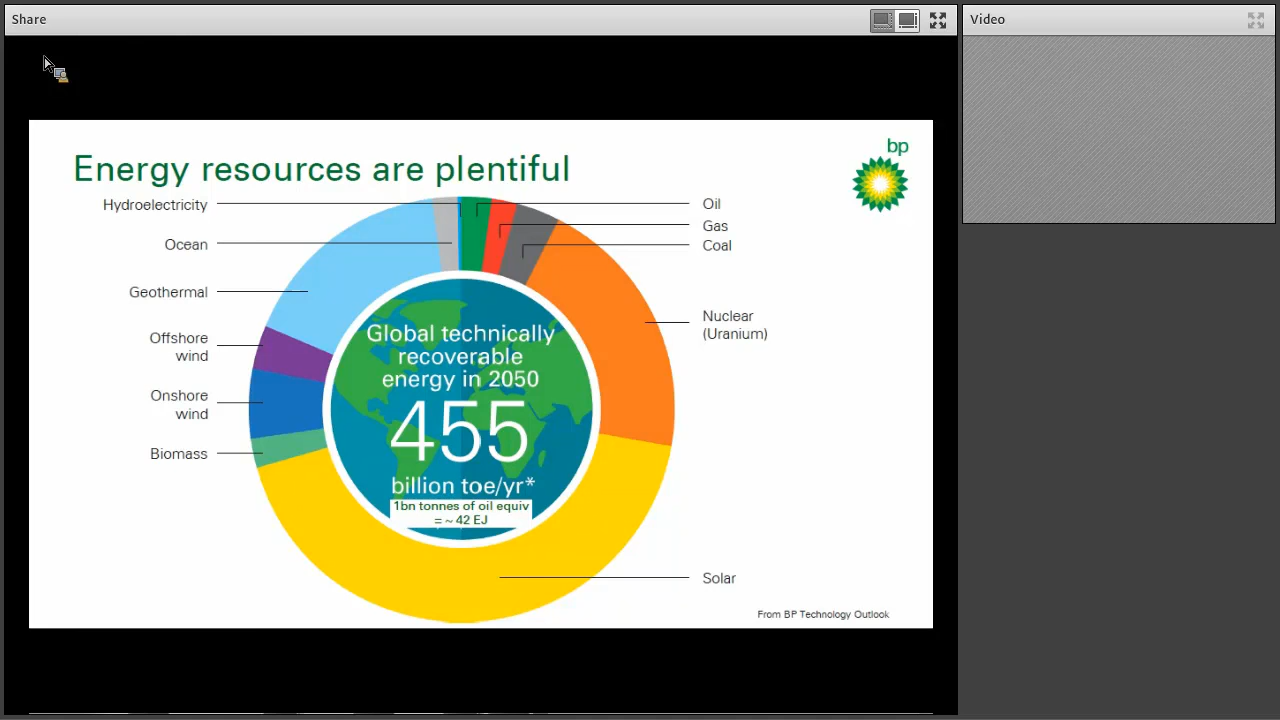 Share
Video
bp
Energy resources are plentiful
Hydroelectricity
Ocean
Geothermal
Offshore
wind
Onshore
wind
Biomass
Oil
Gas
Coal
Nuclear
(Uranium)
Solar
Global technically
recoverable
energy in 2050
455
billion toe/yr*
1bn tonnes of oil equiv
= ~ 42 EJ
From BP Technology Outlook